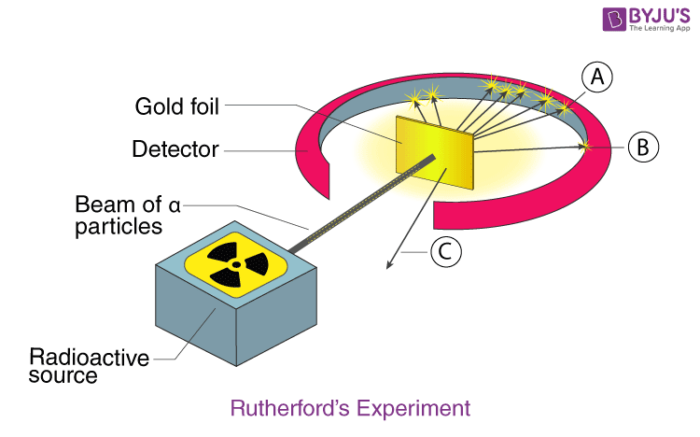 BYJU'S
The Learning App
Gold foil
Detector
Beam of α
particles
Radioactive
source
A
B
C
Rutherford's Experiment